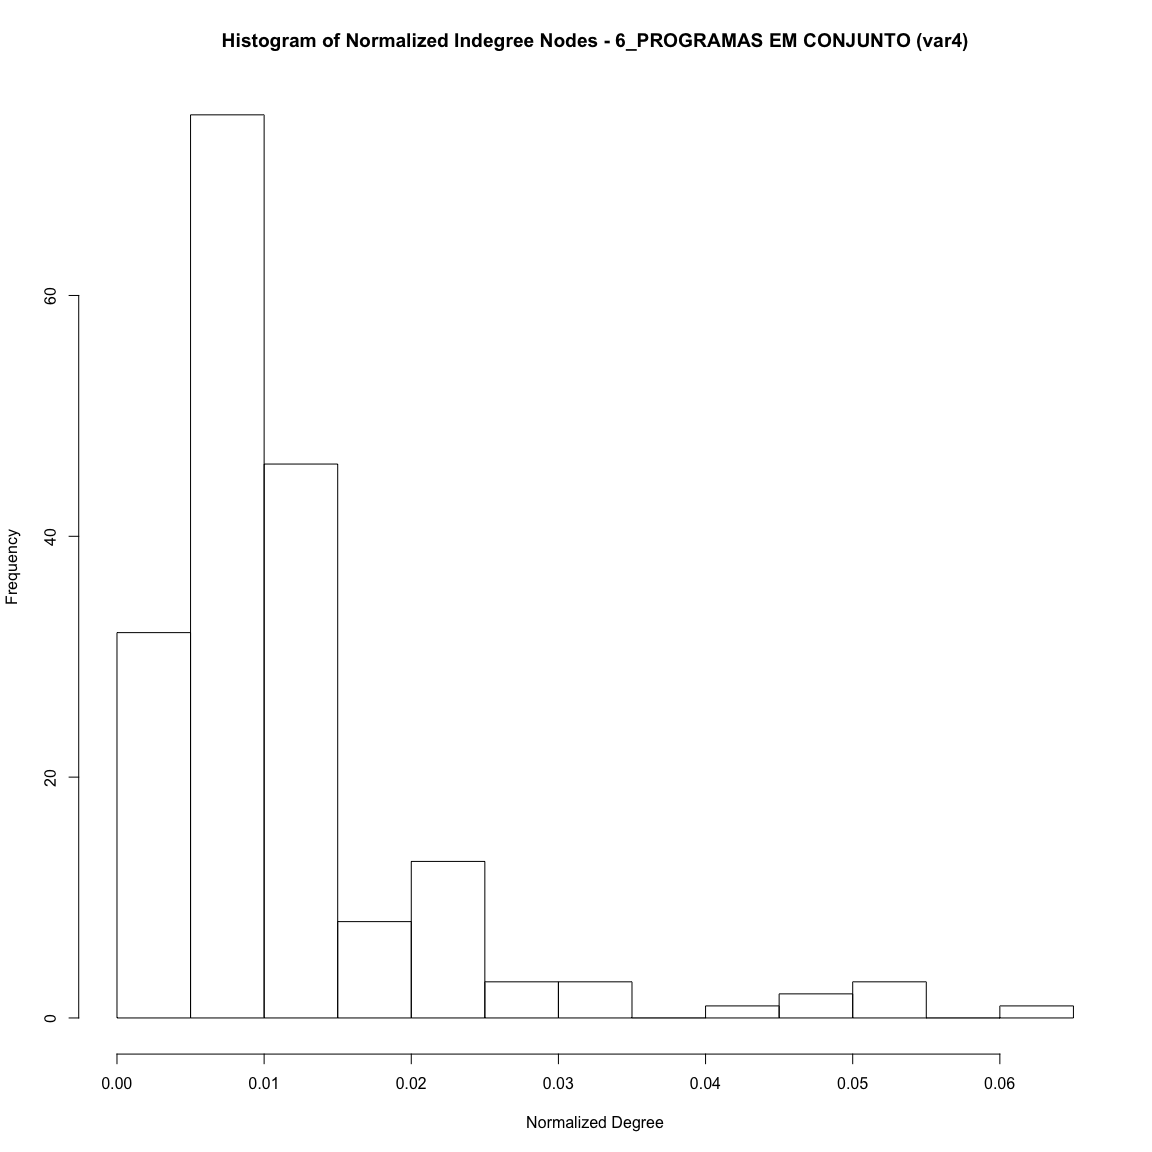 Histogram of Normalized Indegree Nodes - 6_PROGRAMAS EM CONJUNTO (var4)
Frequency
60
40
20
0
0.00 0.01 0.02 0.03 0.04 0.05 0.06
Normalized Degree